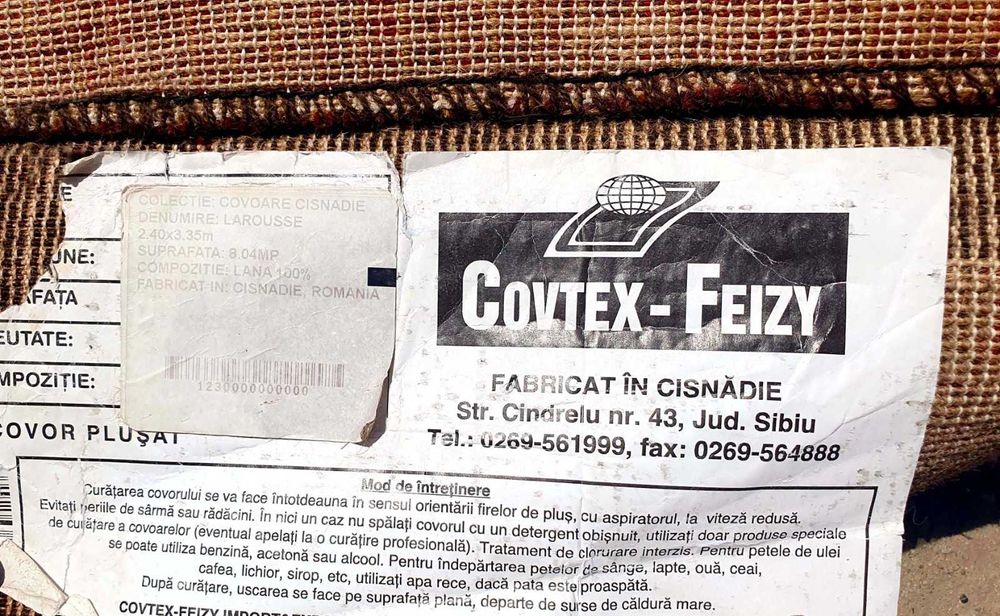 COLECTIE: COVOARE CISNADIE
DENUMIRE: LAROUSSE
2.40x3.35m
SUPRAFATA: 8.04MP
COMPOZITIE: LANA 100%
FABRICAT IN: CISNADIE, ROMANIA
1230000000000
E
UNE:
AFAȚA
EUTATE:
MPOZIȚIE:
COVOR PLUȘAT
COVTEX - FEIZY
FABRICAT ÎN CISNĂDIE
Str. Cindrelu nr. 43, Jud. Sibiu
Tel.: 0269-561999, fax: 0269-564888
Mod de întreținere
Curățarea covorului se va face întotdeauna în sensul orientării firelor de pluș, cu aspiratorul, la viteză redusă.
Evitați periile de sârmă sau rădăcini. În nici un caz nu spălați covorul cu un detergent obișnuit, utilizați doar produse speciale
de curățare a covoarelor (eventual apelați la o curățire profesională). Tratament de clorurare interzis. Pentru petele de ulei
se poate utiliza benzină, acetonă sau alcool. Pentru îndepărtarea petelor de sânge, lapte, ouă, ceai,
cafea, lichior, sirop, etc, utilizați apa rece, dacă pata este proaspătă.
După curățare, uscarea se face pe suprafață plană, departe de surse de căldură mare.
COVTEX-FEIZY